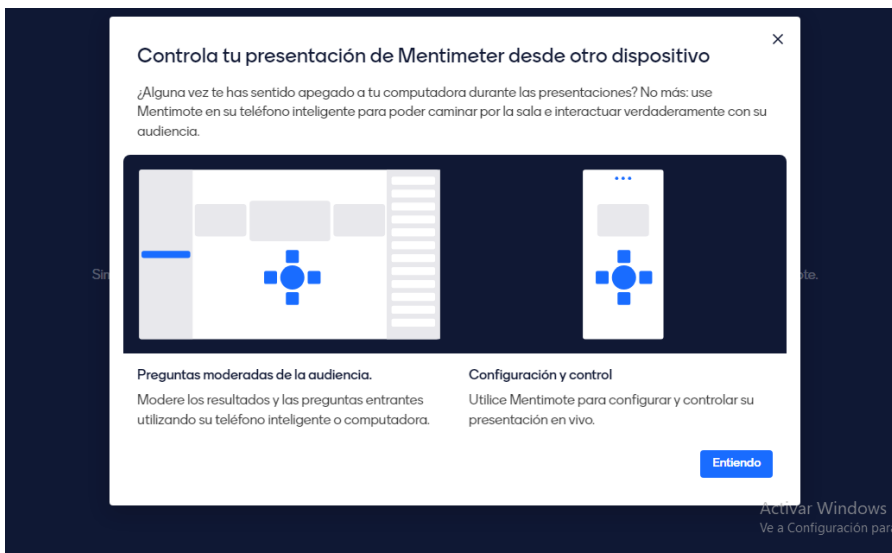 Controla tu presentación de Mentimeter desde otro dispositivo
¿Alguna vez te has sentido apegado a tu computadora durante las presentaciones? No más: use
Mentimote en su teléfono inteligente para poder caminar por la sala e interactuar verdaderamente con su
audiencia.
Preguntas moderadas de la audiencia.
Modere los resultados y las preguntas entrantes
utilizando su teléfono inteligente o computadora.
Configuración y control
Utilice Mentimote para configurar y controlar su
presentación en vivo.
Entiendo
Activar Windows
Ve a Configuración para